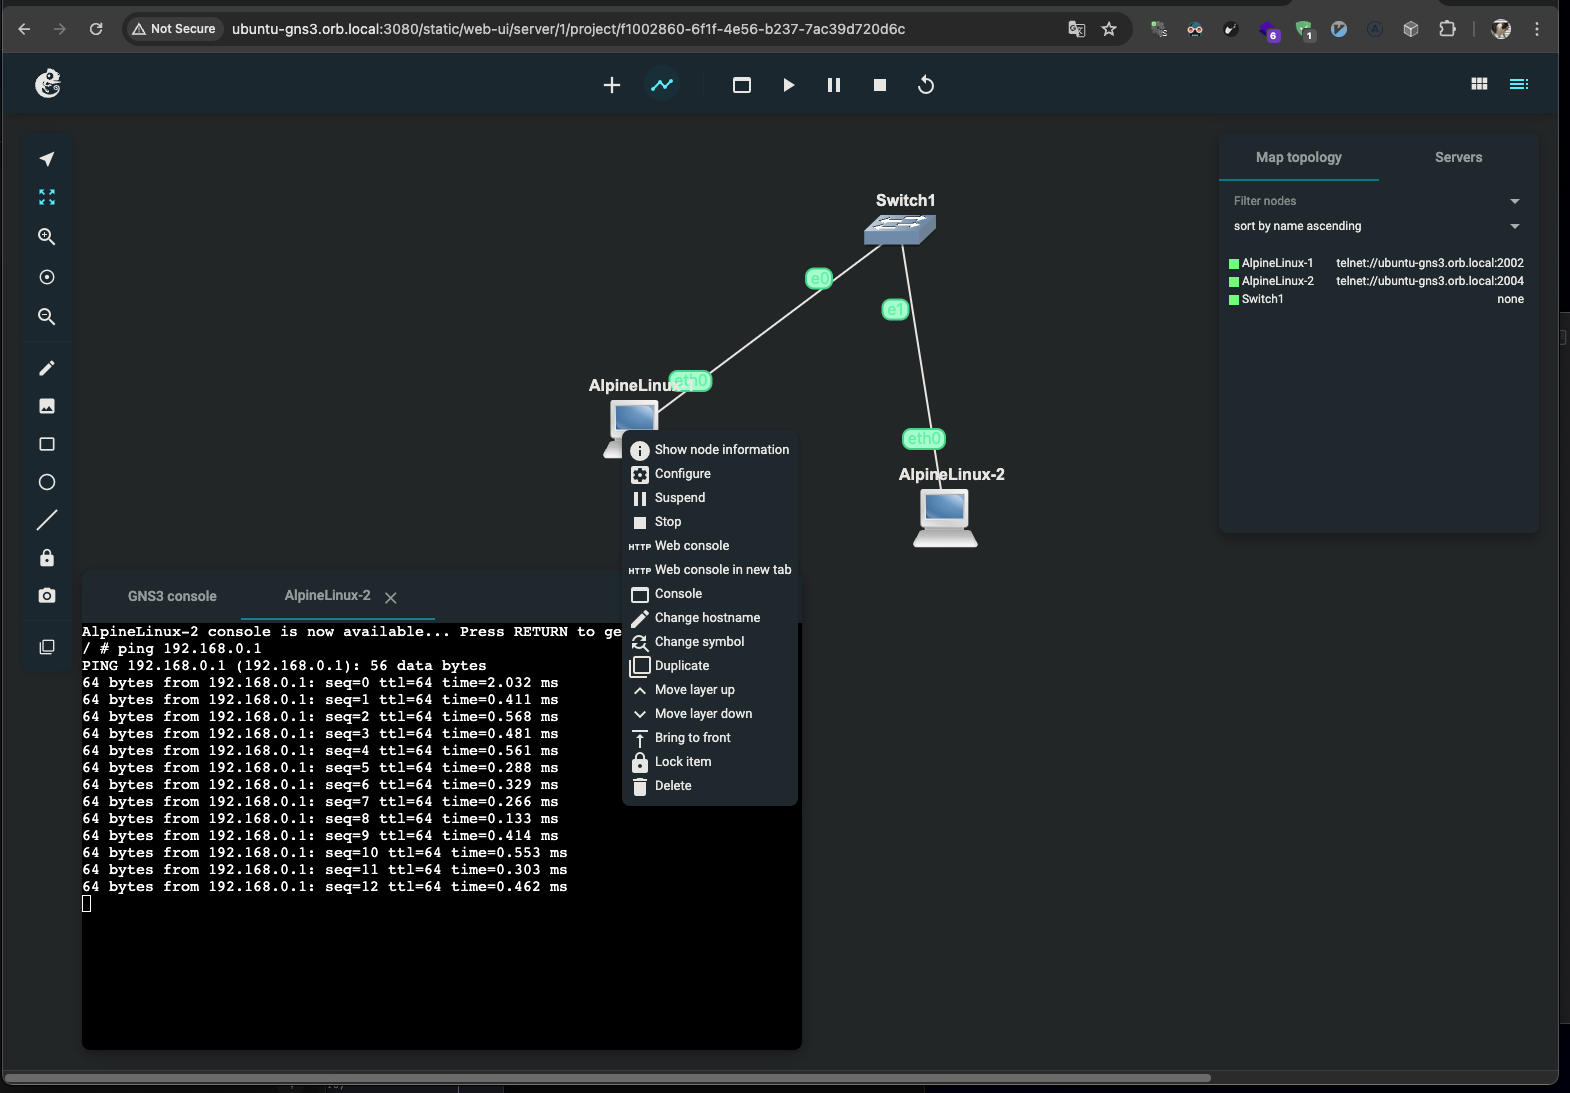 Not Secure
ubuntu-gns3.orb.local:3080/static/web-ui/server/1/project/f1002860-6f1f-4e56-b237-7ac39d720d6c
6
1
Map topology
Servers
Filter nodes
sort by name ascending
AlpineLinux-1 telnet://ubuntu-gns3.orb.local:2002
AlpineLinux-2 telnet://ubuntu-gns3.orb.local:2004
Switch1 none
Switch1
e0
e1
eth0
AlpineLinux-1
eth0
AlpineLinux-2
Show node information
Configure
Suspend
Stop
HTTP Web console
HTTP Web console in new tab
Console
Change hostname
Change symbol
Duplicate
Move layer up
Move layer down
Bring to front
Lock item
Delete
GNS3 console
AlpineLinux-2
AlpineLinux-2 console is now available... Press RETURN to ge
/ # ping 192.168.0.1
PING 192.168.0.1 (192.168.0.1): 56 data bytes
64 bytes from 192.168.0.1: seq=0 ttl=64 time=2.032 ms
64 bytes from 192.168.0.1: seq=1 ttl=64 time=0.411 ms
64 bytes from 192.168.0.1: seq=2 ttl=64 time=0.568 ms
64 bytes from 192.168.0.1: seq=3 ttl=64 time=0.481 ms
64 bytes from 192.168.0.1: seq=4 ttl=64 time=0.561 ms
64 bytes from 192.168.0.1: seq=5 ttl=64 time=0.288 ms
64 bytes from 192.168.0.1: seq=6 ttl=64 time=0.329 ms
64 bytes from 192.168.0.1: seq=7 ttl=64 time=0.266 ms
64 bytes from 192.168.0.1: seq=8 ttl=64 time=0.133 ms
64 bytes from 192.168.0.1: seq=9 ttl=64 time=0.414 ms
64 bytes from 192.168.0.1: seq=10 ttl=64 time=0.553 ms
64 bytes from 192.168.0.1: seq=11 ttl=64 time=0.303 ms
64 bytes from 192.168.0.1: seq=12 ttl=64 time=0.462 ms